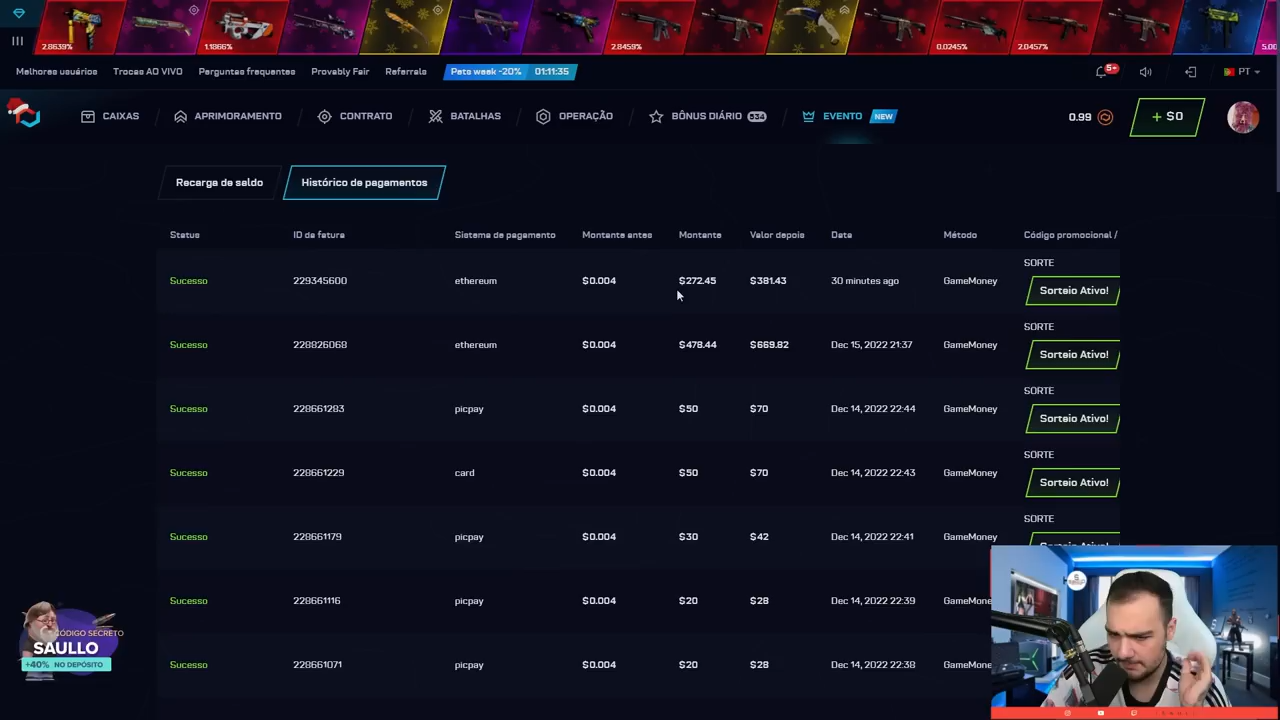 2.8639%
1.1866%
2.8459%
0.0245%
2.0457%
5.00
Melhores usuários
Trocas AO VIVO
Perguntas frequentes
Provably Fair
Referrals
Pets week -20%
01:11:35
5+
PT
CAIXAS
APRIMORAMENTO
CONTRATO
BATALHAS
OPERAÇÃO
BÔNUS DIÁRIO
EVENTO NEW
0.99
+ $0
Recarga de saldo
Histórico de pagamentos
Status ID da fatura Sistema de pagamento Montante antes Montante Valor depois Data Método Código promocional /
SORTE
Sucesso 229345600 ethereum $0.004 $272.45 $381.43 30 minutes ago GameMoney Sorteio Ativo!
SORTE
Sucesso 228826068 ethereum $0.004 $478.44 $669.82 Dec 15, 2022 21:37 GameMoney Sorteio Ativo!
SORTE
Sucesso 228661283 picpay $0.004 $50 $70 Dec 14, 2022 22:44 GameMoney Sorteio Ativo!
SORTE
Sucesso 228661229 card $0.004 $50 $70 Dec 14, 2022 22:43 GameMoney Sorteio Ativo!
SORTE
Sucesso 228661179 picpay $0.004 $30 $42 Dec 14, 2022 22:41 GameMoney Sorteio Ativo!
Sucesso 228661116 picpay $0.004 $20 $28 Dec 14, 2022 22:39 GameMone
Sucesso 228661071 picpay $0.004 $20 $28 Dec 14, 2022 22:38 GameMone
CÓDIGO SECRETO
SAULLO
+40% NO DEPÓSITO